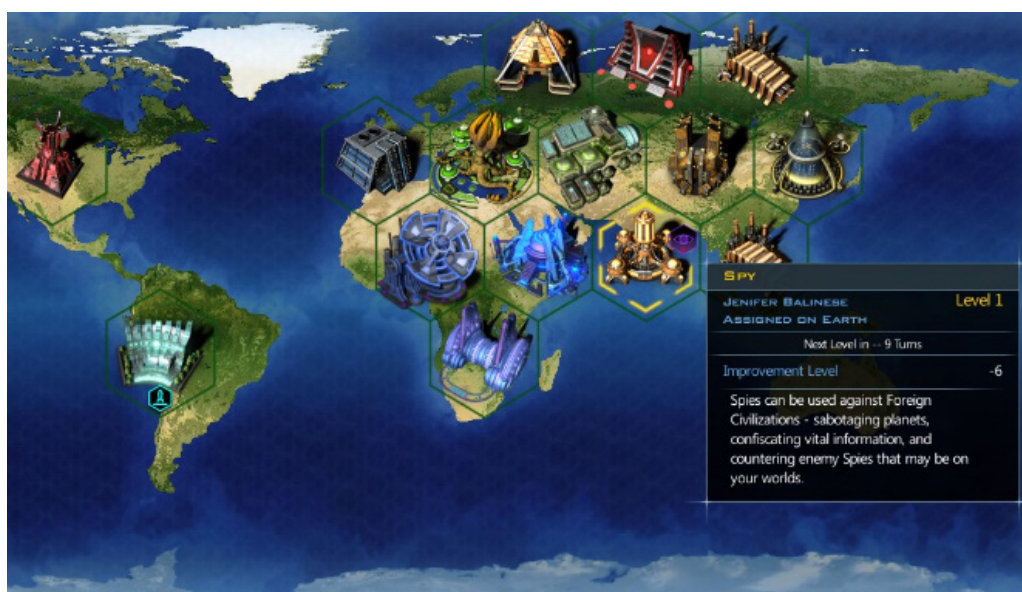 Spy
Jenifer Balinese Level 1
Assigned on Earth
Next Level in -- 9 Turns
Improvement Level -6
Spies can be used against Foreign
Civilizations - sabotaging planets,
confiscating vital information, and
countering enemy Spies that may be on
your worlds.